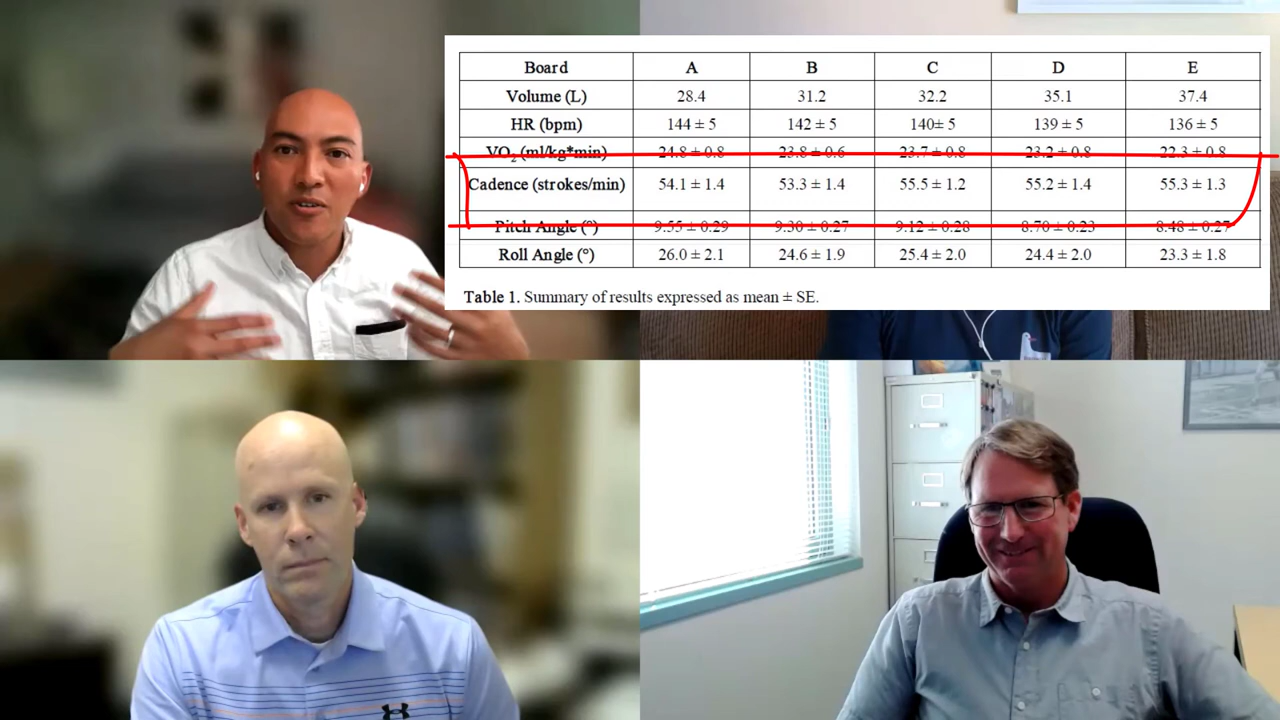 Board A B C D E
Volume (L) 28.4 31.2 32.2 35.1 37.4
HR (bpm) 144 ± 5 142 ± 5 140± 5 139 ± 5 136 ± 5
VO2 (ml/kg*min) 24.8 ± 0.8 23.8 ± 0.6 23.7 ± 0.8 23.2 ± 0.8 22.3 ± 0.8
Cadence (strokes/min) 54.1 ± 1.4 53.3 ± 1.4 55.5 ± 1.2 55.2 ± 1.4 55.3 ± 1.3
Pitch Angle (°) 9.55 ± 0.29 9.30 ± 0.27 9.12 ± 0.28 8.70 ± 0.23 8.48 ± 0.27
Roll Angle (°) 26.0 ± 2.1 24.6 ± 1.9 25.4 ± 2.0 24.4 ± 2.0 23.3 ± 1.8
Table 1. Summary of results expressed as mean ± SE.